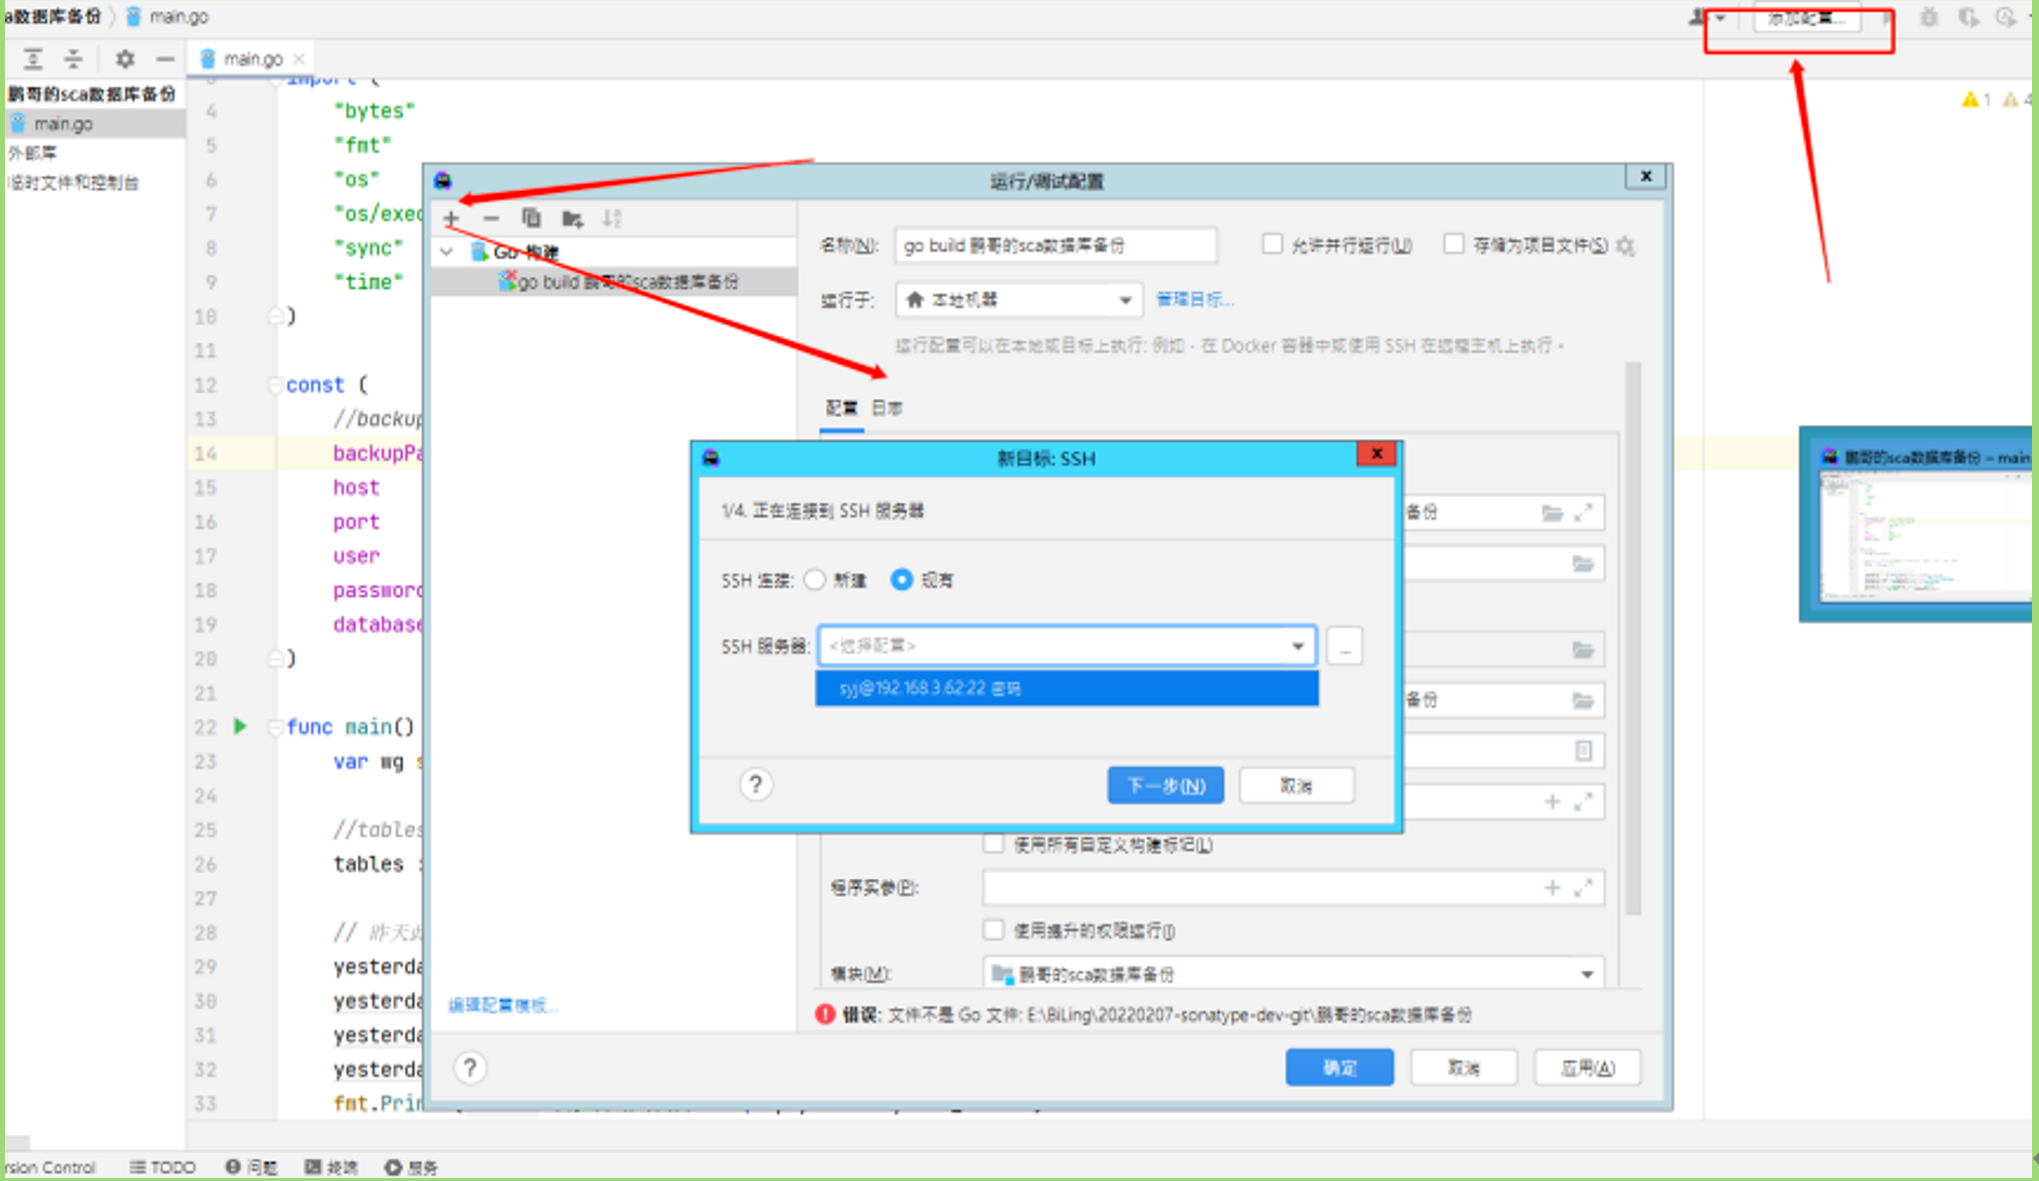 a数据库备份 〉 main.go
添加配置...
main.go ×
鹏哥的sca数据库备份
main.go
外部库
临时文件和控制台
1 4
import (
4 "bytes"
5 "fmt"
6 "os"
7 "os/exec
8 "sync"
9 "time"
10 )
11
12 const (
13 //backup
14 backupPa
15 host
16 port
17 user
18 password
19 database
20 )
21
22 func main()
23 var wg s
24
25 //tables
26 tables :
27
28 // 昨天
29 yesterda
30 yesterda
31 yesterda
32 yesterda
33 fmt.Prin
运行/调试配置
Go 构建
go build 鹏哥的sca数据库备份
编辑配置模板...
名称(N): go build 鹏哥的sca数据库备份 允许并行运行(U) 存储为项目文件(S)
运行于: 本地机器 管理目标...
运行配置可以在本地或目标上执行: 例如，在 Docker 容器中或使用 SSH 在远程主机上执行。
配置 日志
备份
备份
新目标: SSH
1/4. 正在连接到 SSH 服务器
SSH 连接: 新建 现有
SSH 服务器: <选择配置> ...
syj@192.168.3.62:22 密码
? 下一步(N) 取消
使用所有自定义构建标记(L)
程序实参(P):
使用提升的权限运行(I)
模块(M): 鹏哥的sca数据库备份
错误: 文件不是 Go 文件: E:\BiLing\20220207-sonatype-dev-git\鹏哥的sca数据库备份
? 确定 取消 应用(A)
鹏哥的sca数据库备份 – main
rsion Control TODO 问题 终端 服务